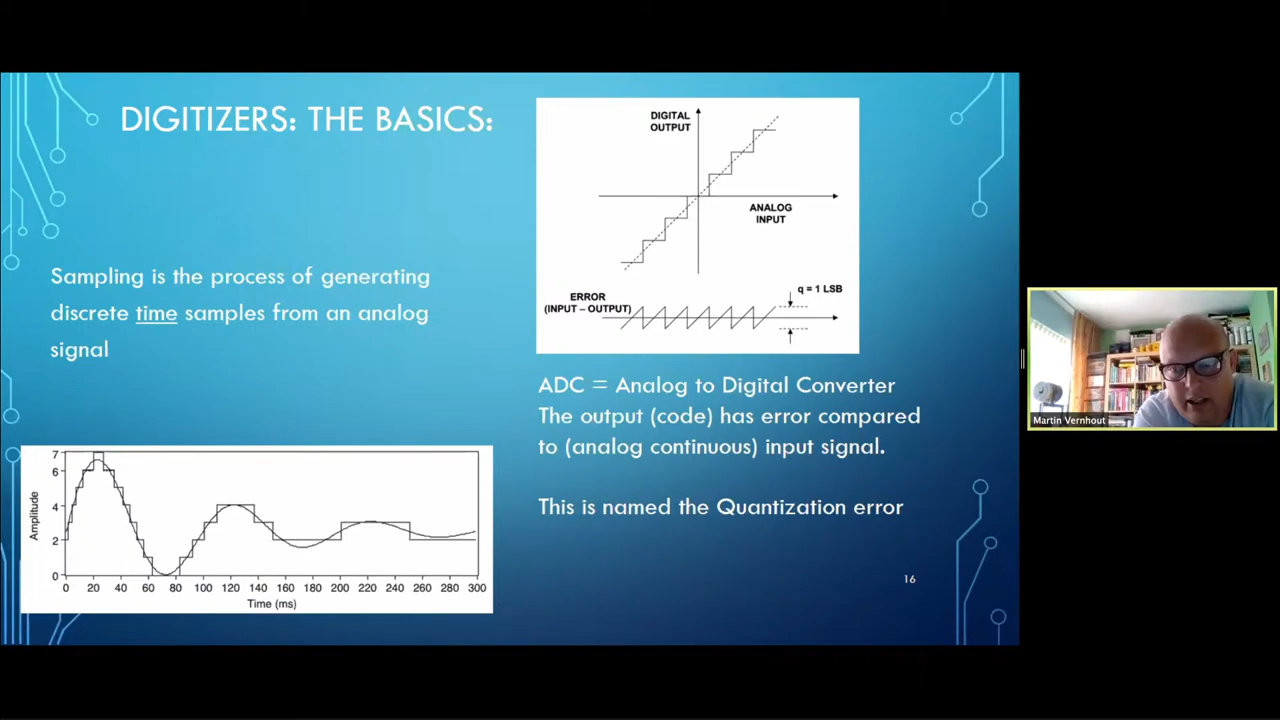 DIGITIZERS: THE BASICS:
Sampling is the process of generating
discrete time samples from an analog
signal
DIGITAL
OUTPUT
ANALOG
INPUT
ERROR
(INPUT – OUTPUT)
q = 1 LSB
ADC = Analog to Digital Converter
The output (code) has error compared
to (analog continuous) input signal.
This is named the Quantization error
7
6
4
2
0
Amplitude
0 20 40 60 80 100 120 140 160 180 200 220 240 260 280 300
Time (ms)
16
Martin Vernhout